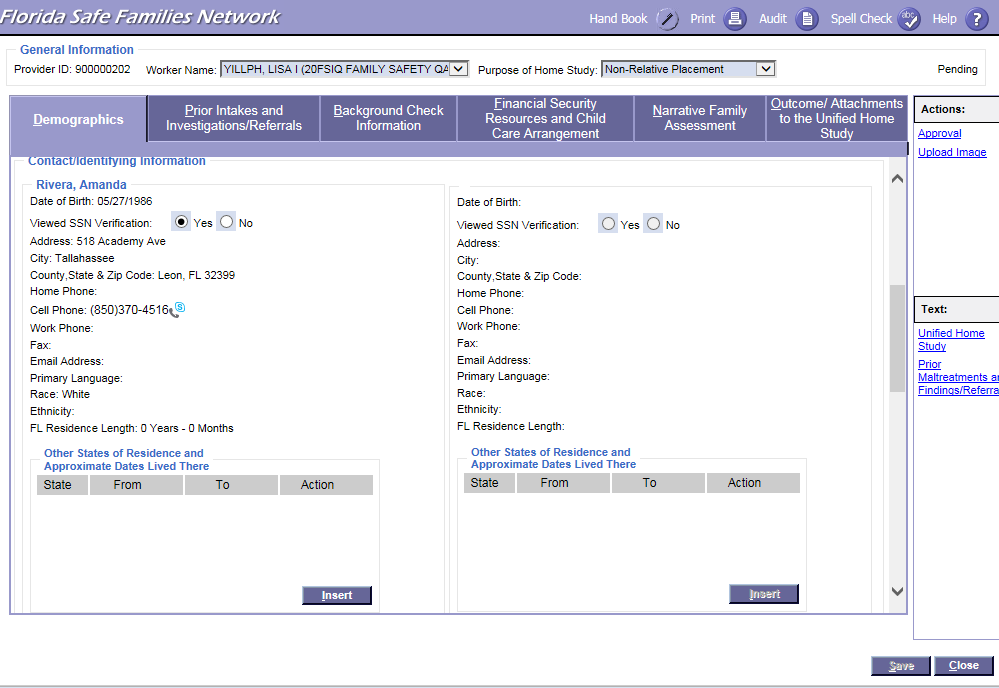 Florida Safe Families Network
Hand Book Print Audit Spell Check abc Help ?
General Information
Provider ID: 900000202 Worker Name: YILLPH, LISA I (20FSIQ FAMILY SAFETY QA Purpose of Home Study: Non-Relative Placement Pending
Demographics
Prior Intakes and
Investigations/Referrals
Background Check
Information
Financial Security
Resources and Child
Care Arrangement
Narrative Family
Assessment
Outcome/ Attachments
to the Unified Home
Study
Actions:
Approval
Upload Image
Text:
Unified Home
Study
Prior
Maltreatments a
Findings/Referra
Contact/Identifying Information
Rivera, Amanda
Date of Birth: 05/27/1986
Viewed SSN Verification: Yes No
Address: 518 Academy Ave
City: Tallahassee
County,State & Zip Code: Leon, FL 32399
Home Phone:
Cell Phone: (850)370-4516 S
Work Phone:
Fax:
Email Address:
Primary Language:
Race: White
Ethnicity:
FL Residence Length: 0 Years - 0 Months
Other States of Residence and
Approximate Dates Lived There
State From To Action
Insert
Date of Birth:
Viewed SSN Verification: Yes No
Address:
City:
County,State & Zip Code:
Home Phone:
Cell Phone:
Work Phone:
Fax:
Email Address:
Primary Language:
Race:
Ethnicity:
FL Residence Length:
Other States of Residence and
Approximate Dates Lived There
State From To Action
Insert
Save Close